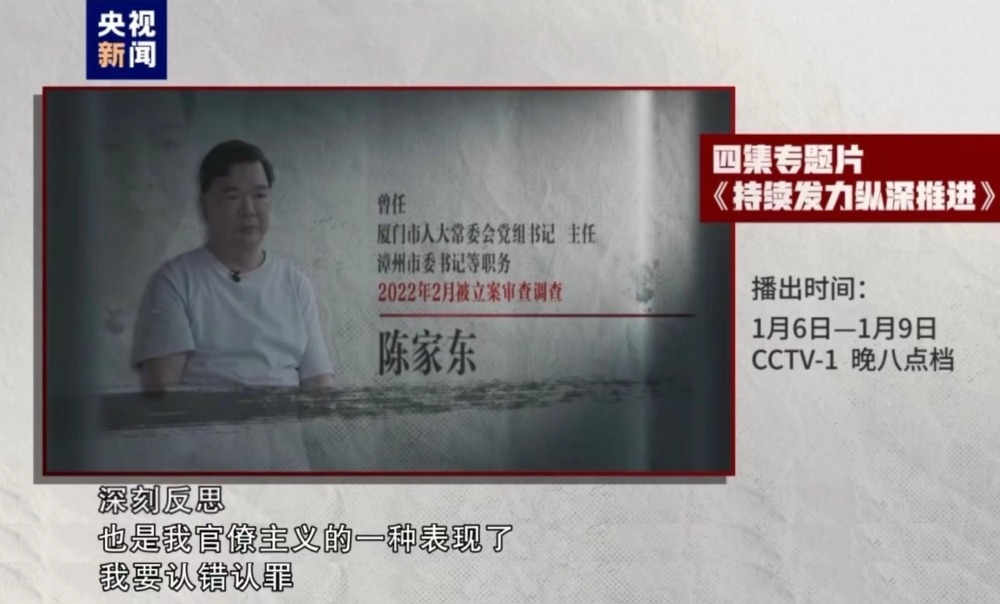 央视
新闻
四集专题片
《持续发力纵深推进》
曾任
厦门市人大常委会党组书记 主任
漳州市委书记等职务
2022年2月被立案审查调查
陈家东
播出时间：
1月6日—1月9日
CCTV-1 晚八点档
深刻反思
也是我官僚主义的一种表现了
我要认错认罪